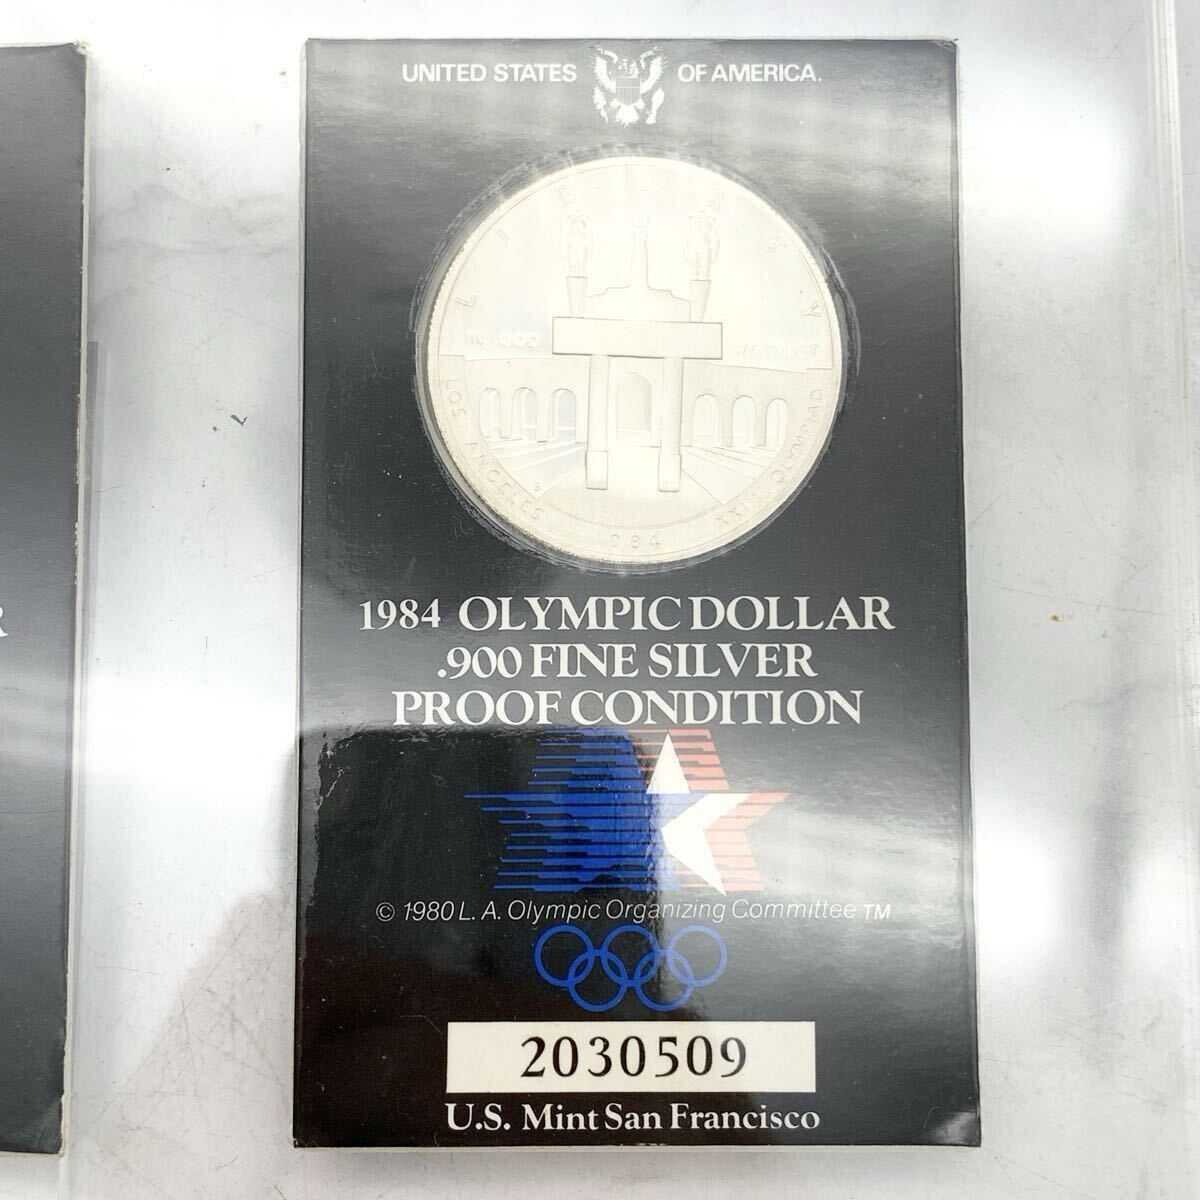 UNITED STATES OF AMERICA.
LIBERTY
IN GOD WE TRUST
LOS ANGELES XXIII OLYMPIAD
S
1984
1984 OLYMPIC DOLLAR
.900 FINE SILVER
PROOF CONDITION
© 1980 L. A. Olympic Organizing Committee TM
2030509
U.S. Mint San Francisco
R